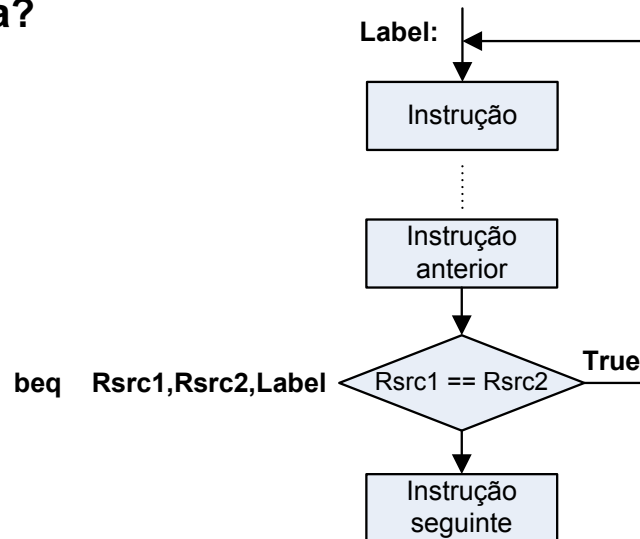 a?
Label:
Instrução
Instrução
anterior
beq Rsrc1,Rsrc2,Label
Rsrc1 == Rsrc2
True
Instrução
seguinte